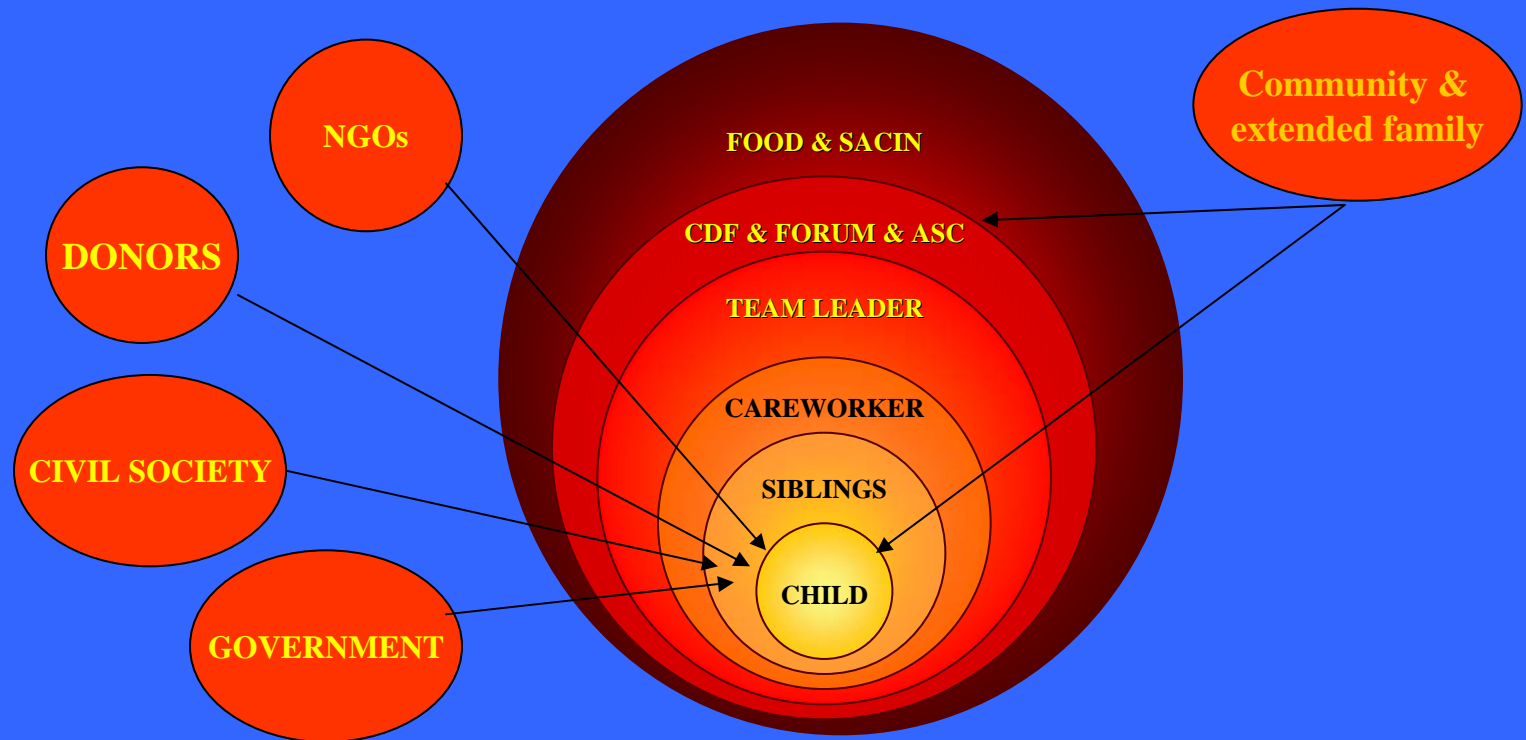 NGOs
DONORS
CIVIL SOCIETY
GOVERNMENT
FOOD & SACIN
CDF & FORUM & ASC
TEAM LEADER
CAREWORKER
SIBLINGS
CHILD
Community &
extended family